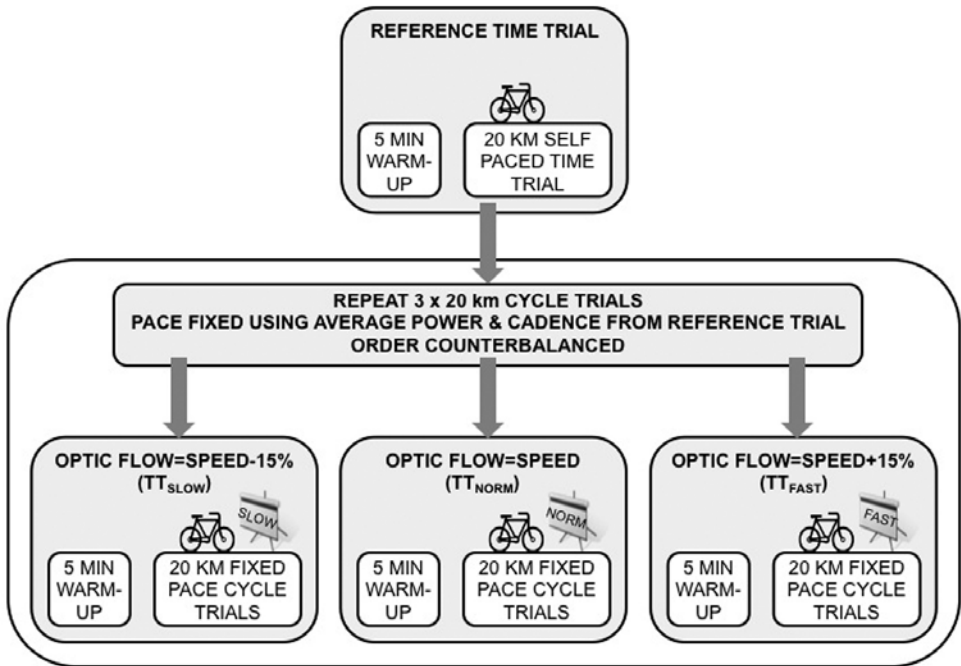 REFERENCE TIME TRIAL
5 MIN
WARM-
UP
20 KM SELF
PACED TIME
TRIAL
REPEAT 3 x 20 km CYCLE TRIALS
PACE FIXED USING AVERAGE POWER & CADENCE FROM REFERENCE TRIAL
ORDER COUNTERBALANCED
OPTIC FLOW=SPEED-15%
(TTSLOW)
SLOW
5 MIN
WARM-
UP
20 KM FIXED
PACE CYCLE
TRIALS
OPTIC FLOW=SPEED
(TTNORM)
NORM
5 MIN
WARM-
UP
20 KM FIXED
PACE CYCLE
TRIALS
OPTIC FLOW=SPEED+15%
(TTFAST)
FAST
5 MIN
WARM-
UP
20 KM FIXED
PACE CYCLE
TRIALS